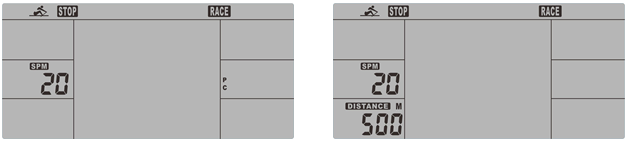 STOP RACE
SPM
20
P
C
STOP RACE
SPM
20
DISTANCE M
500